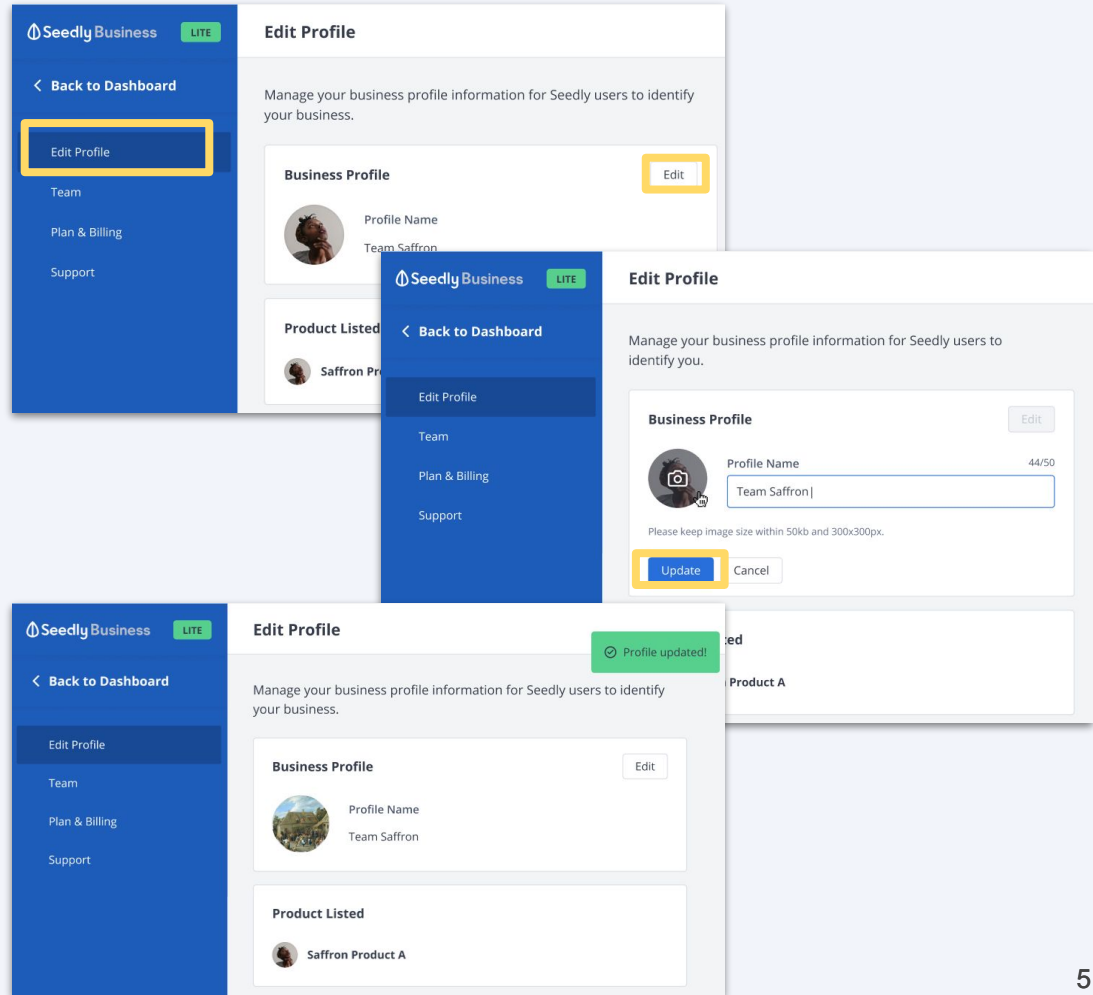 Seedly Business LITE
Edit Profile
Back to Dashboard
Manage your business profile information for Seedly users to identify
your business.
Edit Profile
Team
Plan & Billing
Support
Business Profile
Edit
Profile Name
Team Saffron
Product Listed
Saffron
Seedly Business LITE
Edit Profile
Back to Dashboard
Manage your business profile information for Seedly users to
identify you.
Edit Profile
Team
Plan & Billing
Support
Business Profile
Edit
Profile Name
44/50
Team Saffron
Please keep image size within 50kb and 300x300px.
Update
Cancel
Product A
Seedly Business LITE
Edit Profile
Profile updated!
Back to Dashboard
Manage your business profile information for Seedly users to identify
your business.
Edit Profile
Team
Plan & Billing
Support
Business Profile
Edit
Profile Name
Team Saffron
Product Listed
Saffron Product A
5